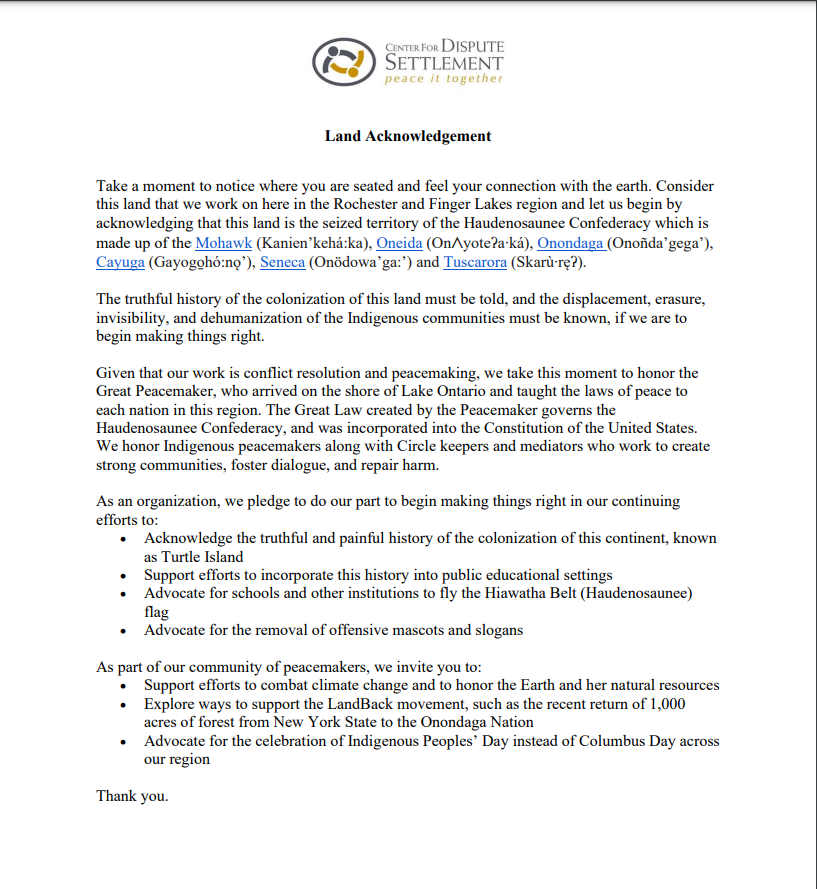 CENTER FOR DISPUTE
SETTLEMENT
peace it together
Land Acknowledgement
Take a moment to notice where you are seated and feel your connection with the earth. Consider
this land that we work on here in the Rochester and Finger Lakes region and let us begin by
acknowledging that this land is the seized territory of the Haudenosaunee Confederacy which is
made up of the Mohawk (Kanien’kehá:ka), Oneida (OnɅyoteʔa·ká), Onondaga (Onoñda’gega’),
Cayuga (Gayogo̱hó:nǫ’), Seneca (Onödowa’ga:’) and Tuscarora (Skarù·ręʔ).
The truthful history of the colonization of this land must be told, and the displacement, erasure,
invisibility, and dehumanization of the Indigenous communities must be known, if we are to
begin making things right.
Given that our work is conflict resolution and peacemaking, we take this moment to honor the
Great Peacemaker, who arrived on the shore of Lake Ontario and taught the laws of peace to
each nation in this region. The Great Law created by the Peacemaker governs the
Haudenosaunee Confederacy, and was incorporated into the Constitution of the United States.
We honor Indigenous peacemakers along with Circle keepers and mediators who work to create
strong communities, foster dialogue, and repair harm.
As an organization, we pledge to do our part to begin making things right in our continuing
efforts to:
• Acknowledge the truthful and painful history of the colonization of this continent, known
as Turtle Island
• Support efforts to incorporate this history into public educational settings
• Advocate for schools and other institutions to fly the Hiawatha Belt (Haudenosaunee)
flag
• Advocate for the removal of offensive mascots and slogans
As part of our community of peacemakers, we invite you to:
• Support efforts to combat climate change and to honor the Earth and her natural resources
• Explore ways to support the LandBack movement, such as the recent return of 1,000
acres of forest from New York State to the Onondaga Nation
• Advocate for the celebration of Indigenous Peoples’ Day instead of Columbus Day across
our region
Thank you.